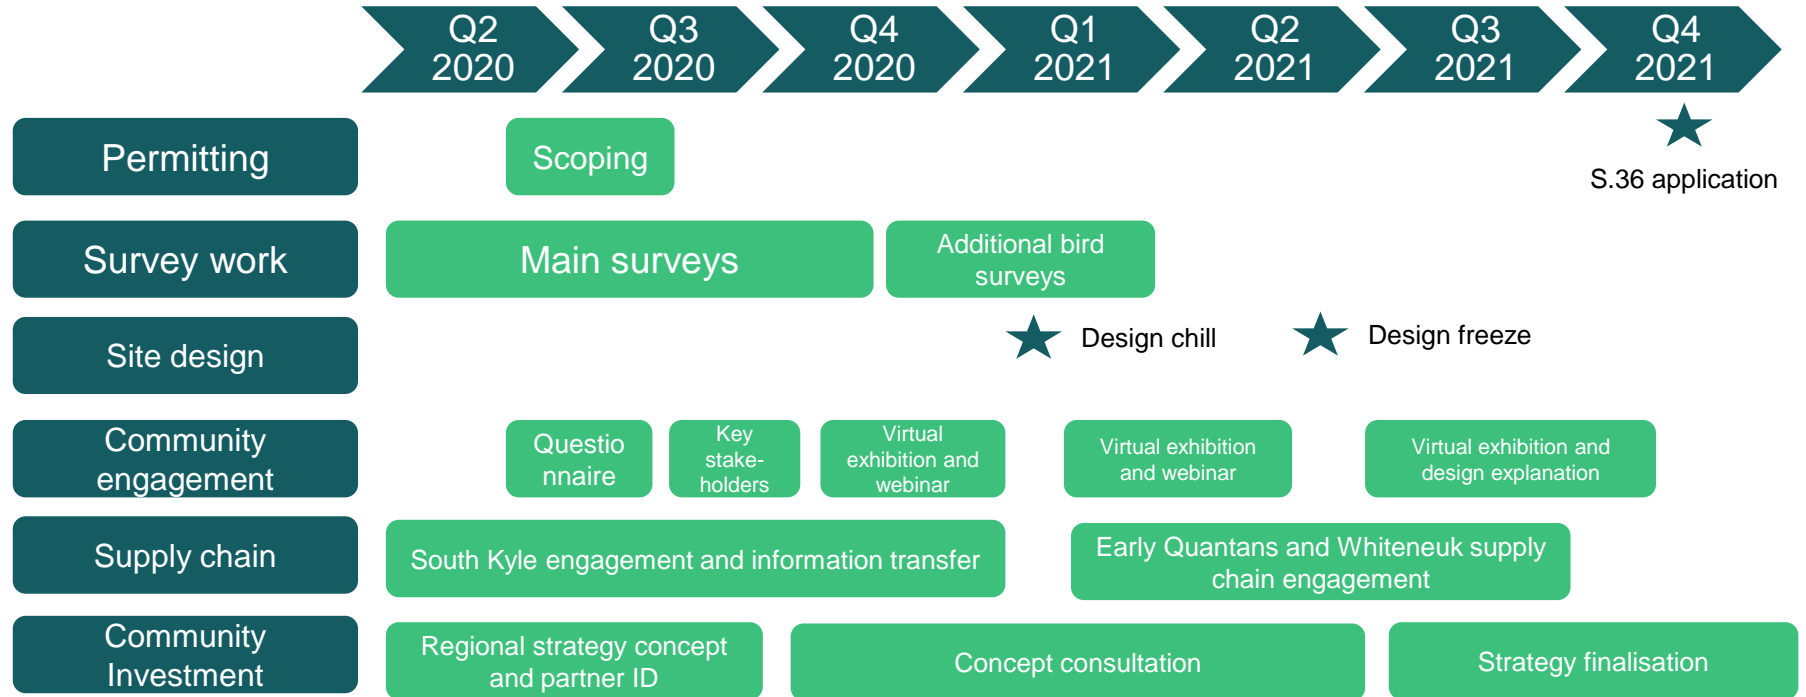 Q2
2020
Q3
2020
Q4
2020
Q1
2021
Q2
2021
Q3
2021
Q4
2021
Permitting
Scoping
S.36 application
Survey work
Main surveys
Additional bird
surveys
Site design
Design chill
Design freeze
Community
engagement
Questio
nnaire
Key
stake-
holders
Virtual
exhibition and
webinar
Virtual exhibition
and webinar
Virtual exhibition and
design explanation
Supply chain
South Kyle engagement and information transfer
Early Quantans and Whiteneuk supply
chain engagement
Community
Investment
Regional strategy concept
and partner ID
Concept consultation
Strategy finalisation